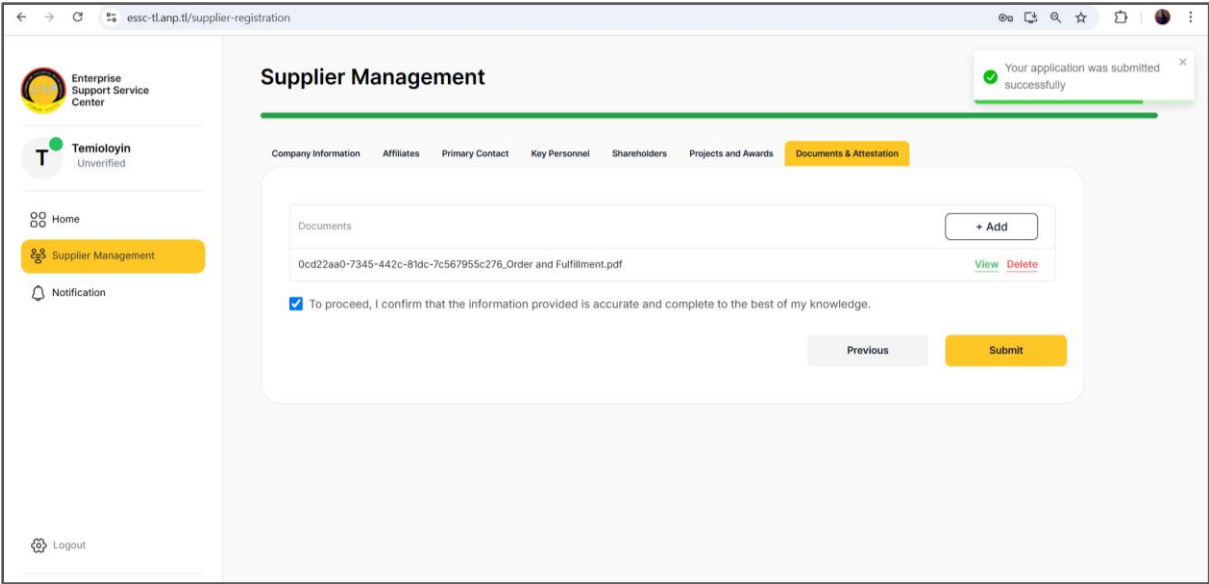 essc-tl.anp.tl/supplier-registration
Enterprise
Support Service
Center
T
Temioloyin
Unverified
Home
Supplier Management
Notification
Logout
Supplier Management
Your application was submitted
successfully
Company Information Affiliates Primary Contact Key Personnel Shareholders Projects and Awards Documents & Attestation
Documents
+ Add
0cd22aa0-7345-442c-81dc-7c567955c276_Order and Fulfillment.pdf
View Delete
To proceed, I confirm that the information provided is accurate and complete to the best of my knowledge.
Previous
Submit